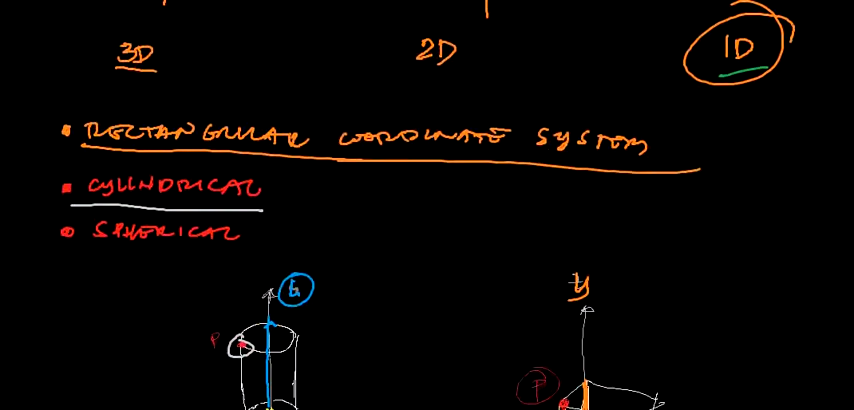 3D 2D 1D
RECTANGULAR COORDINATE SYSTEM
CYLINDRICAL
SPHERICAL
y
P
P